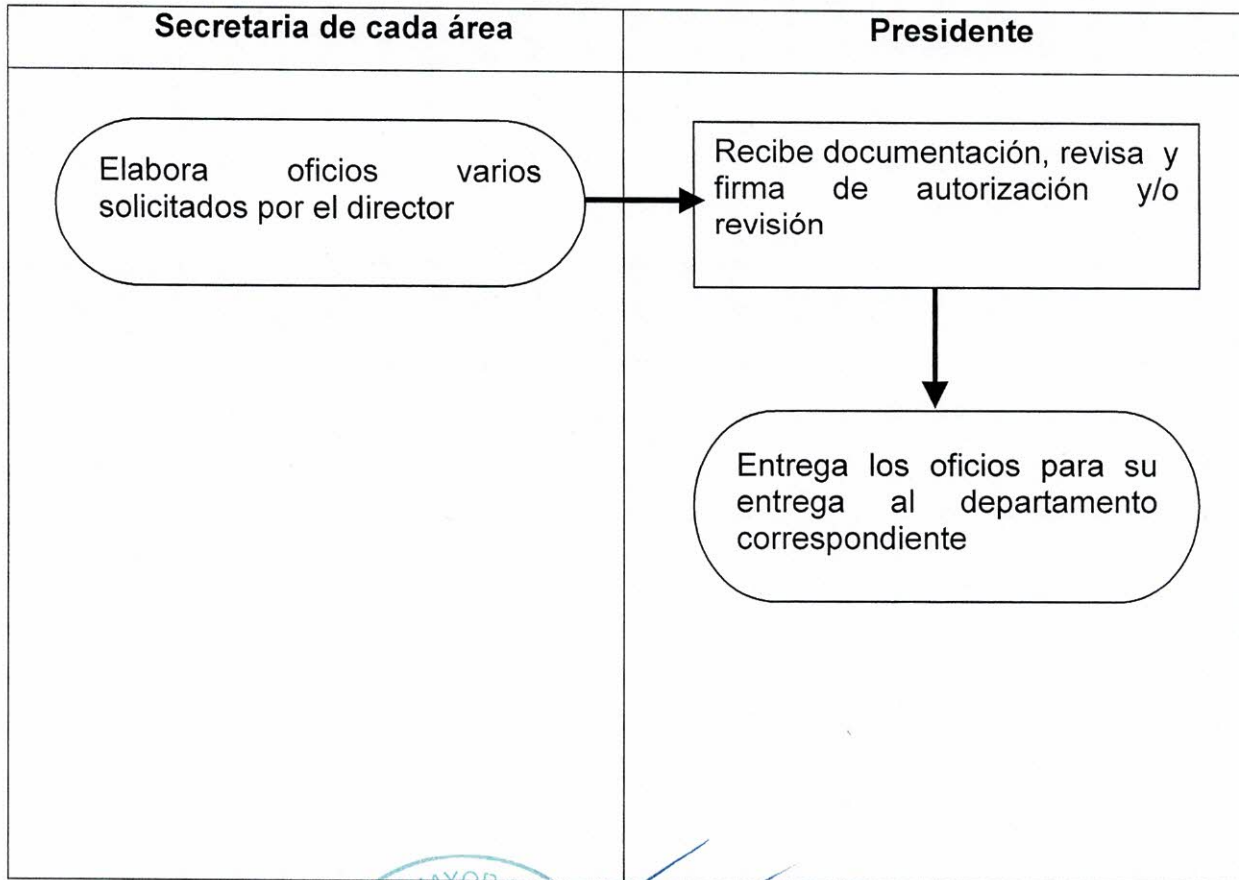 Secretaria de cada área
Presidente
Elabora oficios varios
solicitados por el director
Recibe documentación, revisa y
firma de autorización y/o
revisión
Entrega los oficios para su
entrega al departamento
correspondiente
MAYOR